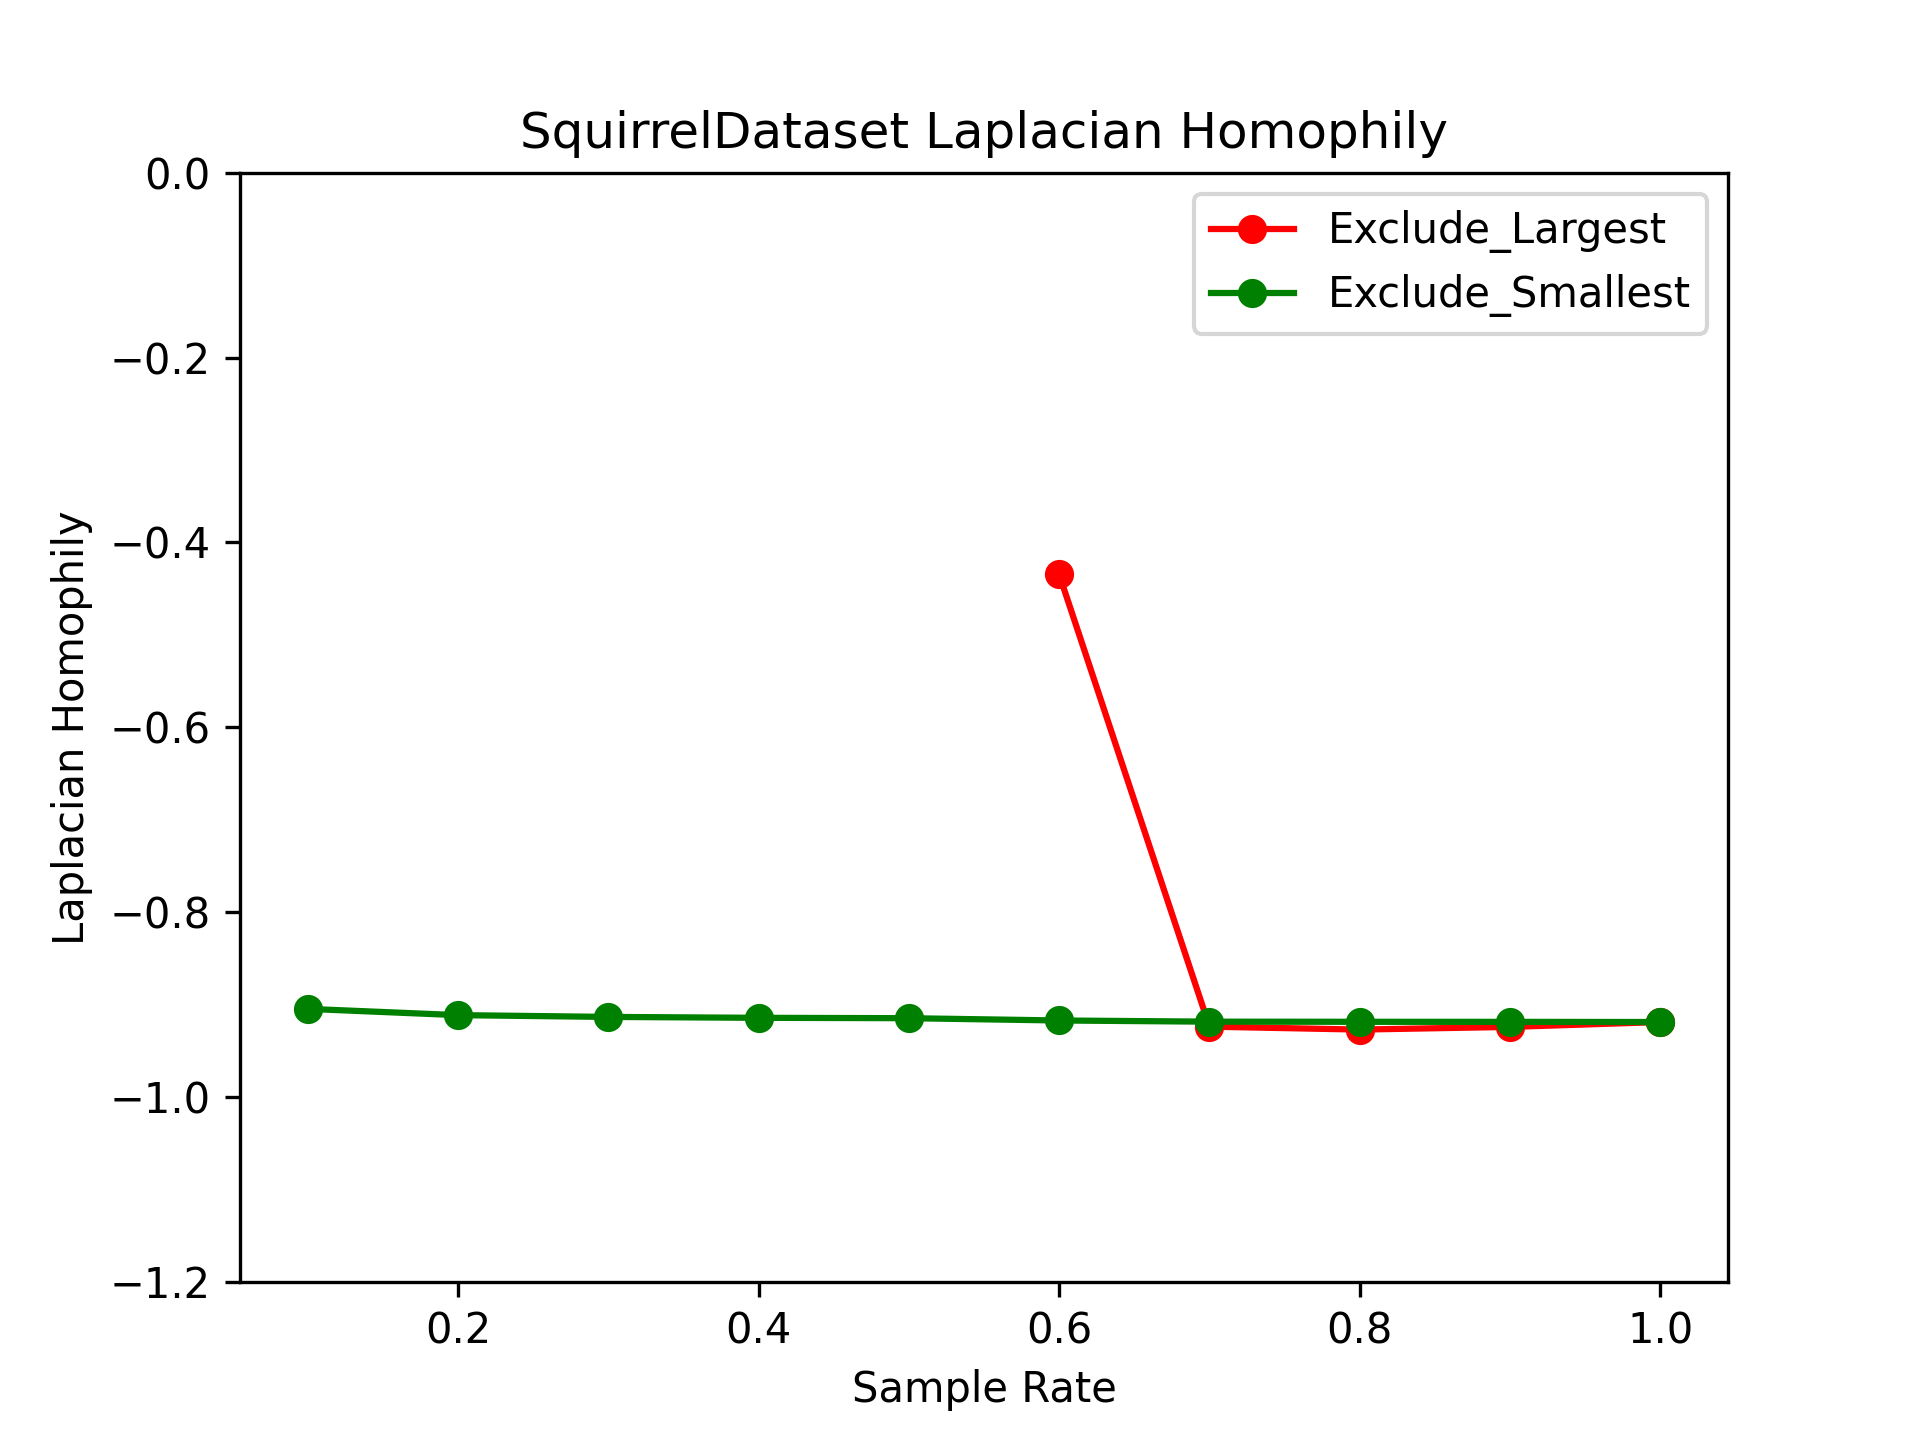 SquirrelDataset Laplacian Homophily
0.0
−0.2
−0.4
−0.6
−0.8
−1.0
−1.2
Laplacian Homophily
Exclude_Largest
Exclude_Smallest
0.2
0.4
0.6
0.8
1.0
Sample Rate